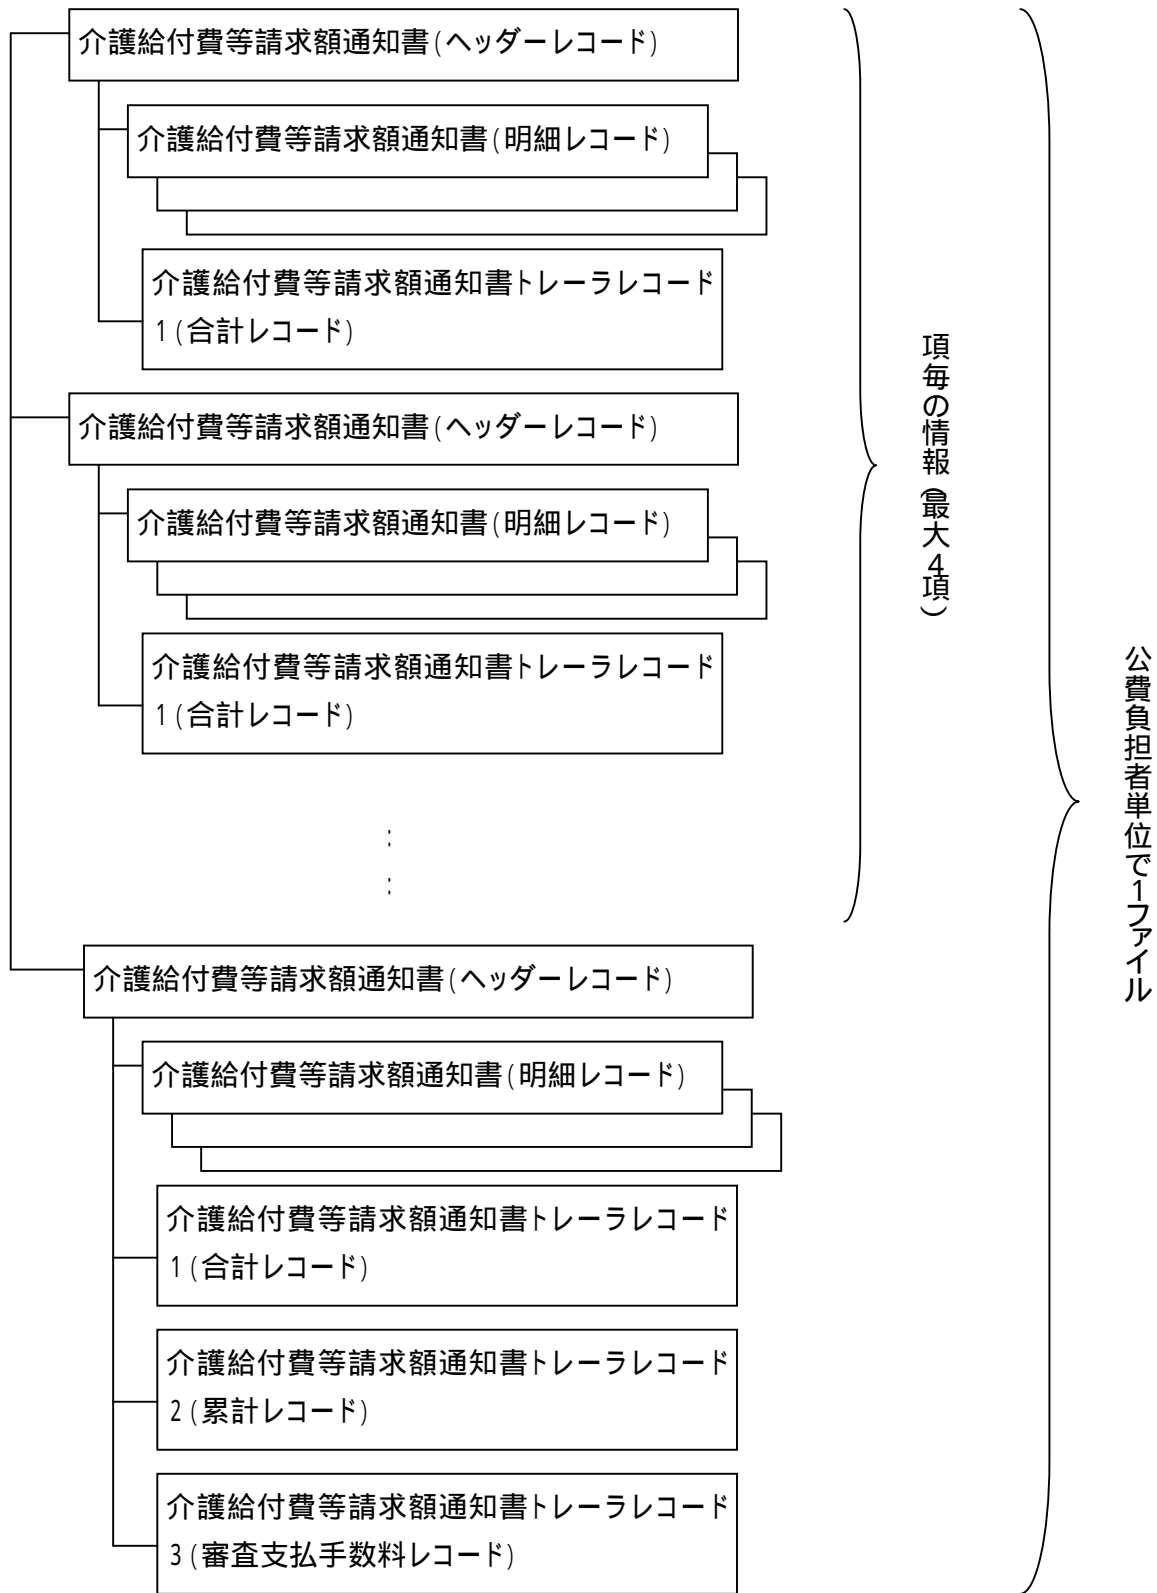 介護給付費等請求額通知書(ヘッダーレコード)
介護給付費等請求額通知書(明細レコード)
介護給付費等請求額通知書トレーラレコード
1(合計レコード)
介護給付費等請求額通知書(ヘッダーレコード)
介護給付費等請求額通知書(明細レコード)
介護給付費等請求額通知書トレーラレコード
1(合計レコード)
:
:
介護給付費等請求額通知書(ヘッダーレコード)
介護給付費等請求額通知書(明細レコード)
介護給付費等請求額通知書トレーラレコード
1(合計レコード)
介護給付費等請求額通知書トレーラレコード
2(累計レコード)
介護給付費等請求額通知書トレーラレコード
3(審査支払手数料レコード)
項毎の情報(最大4項)
公費負担者単位で1ファイル